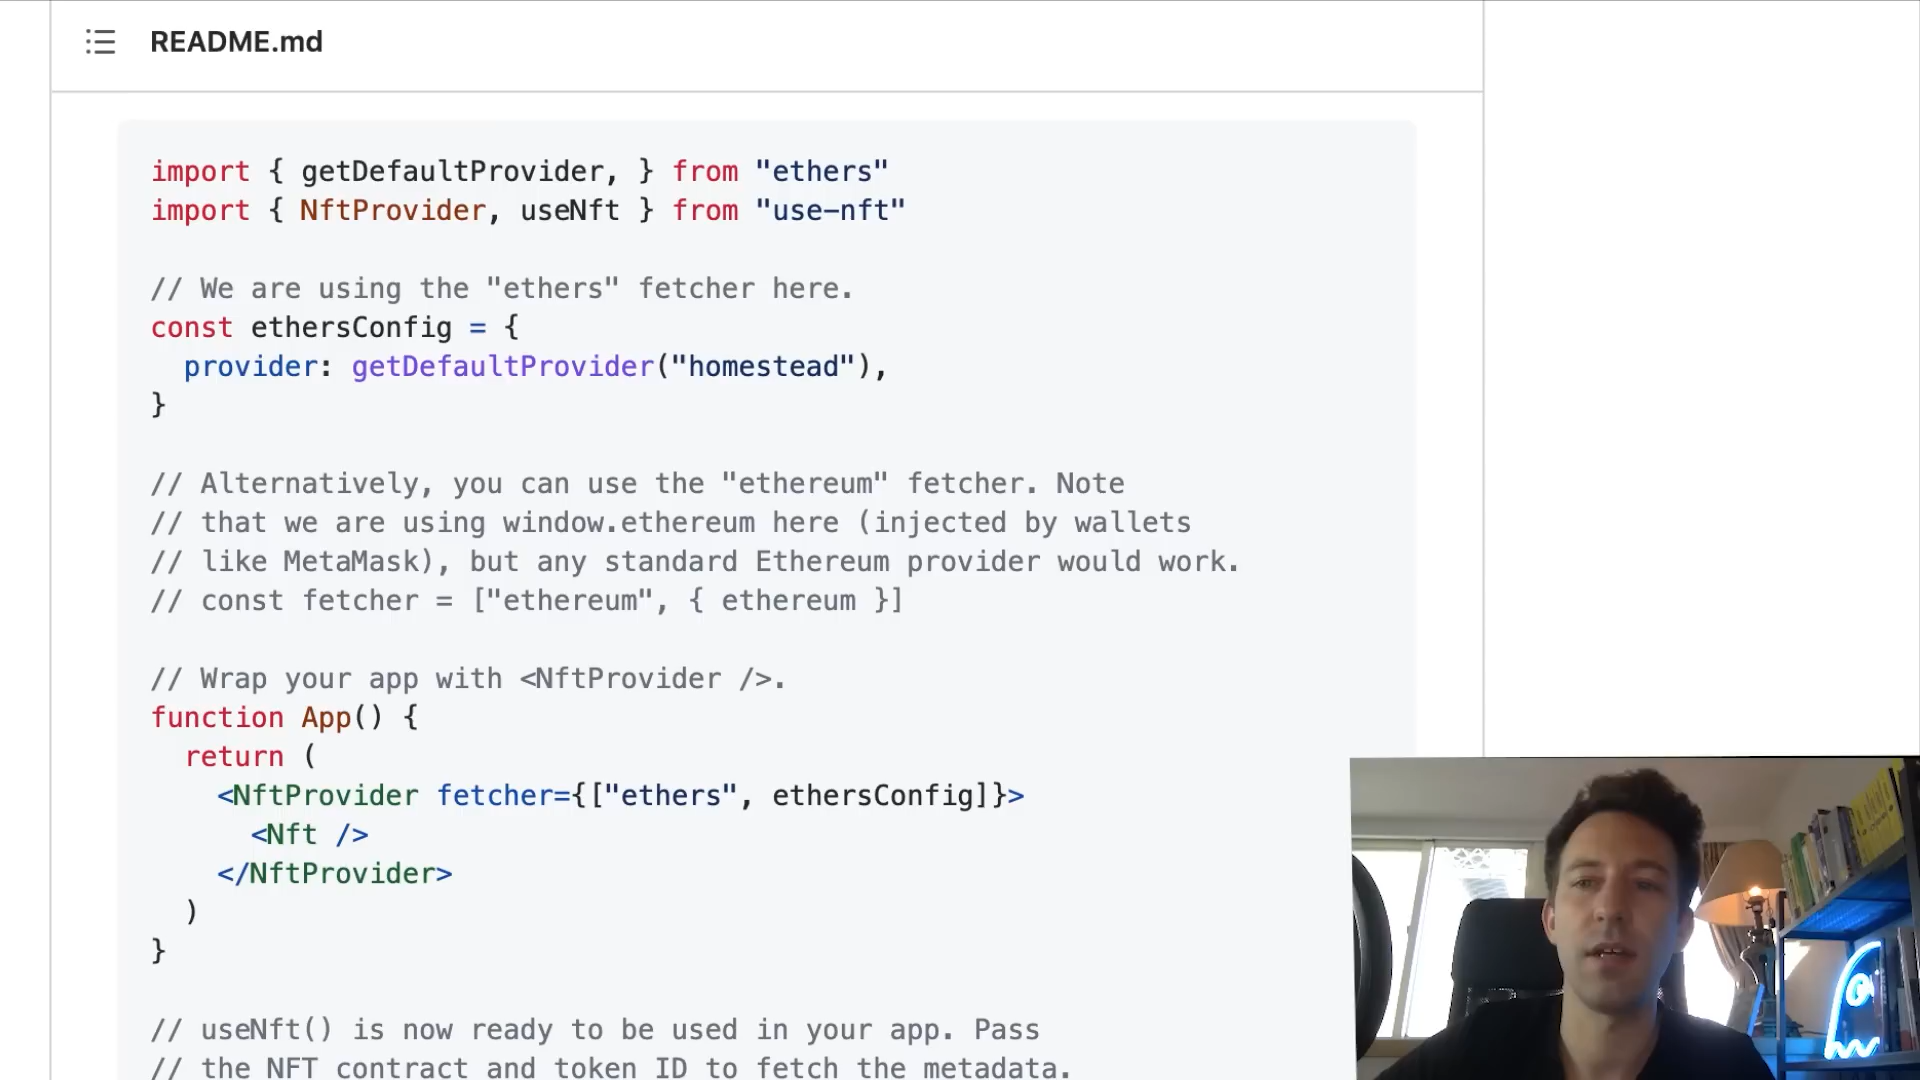 README.md
import { getDefaultProvider, } from "ethers"
import { NftProvider, useNft } from "use-nft"
// We are using the "ethers" fetcher here.
const ethersConfig = {
provider: getDefaultProvider("homestead"),
}
// Alternatively, you can use the "ethereum" fetcher. Note
// that we are using window.ethereum here (injected by wallets
// like MetaMask), but any standard Ethereum provider would work.
// const fetcher = ["ethereum", { ethereum }]
// Wrap your app with <NftProvider />.
function App() {
return (
<NftProvider fetcher={["ethers", ethersConfig]}>
<Nft />
</NftProvider>
)
}
// useNft() is now ready to be used in your app. Pass
// the NFT contract and token ID to fetch the metadata.